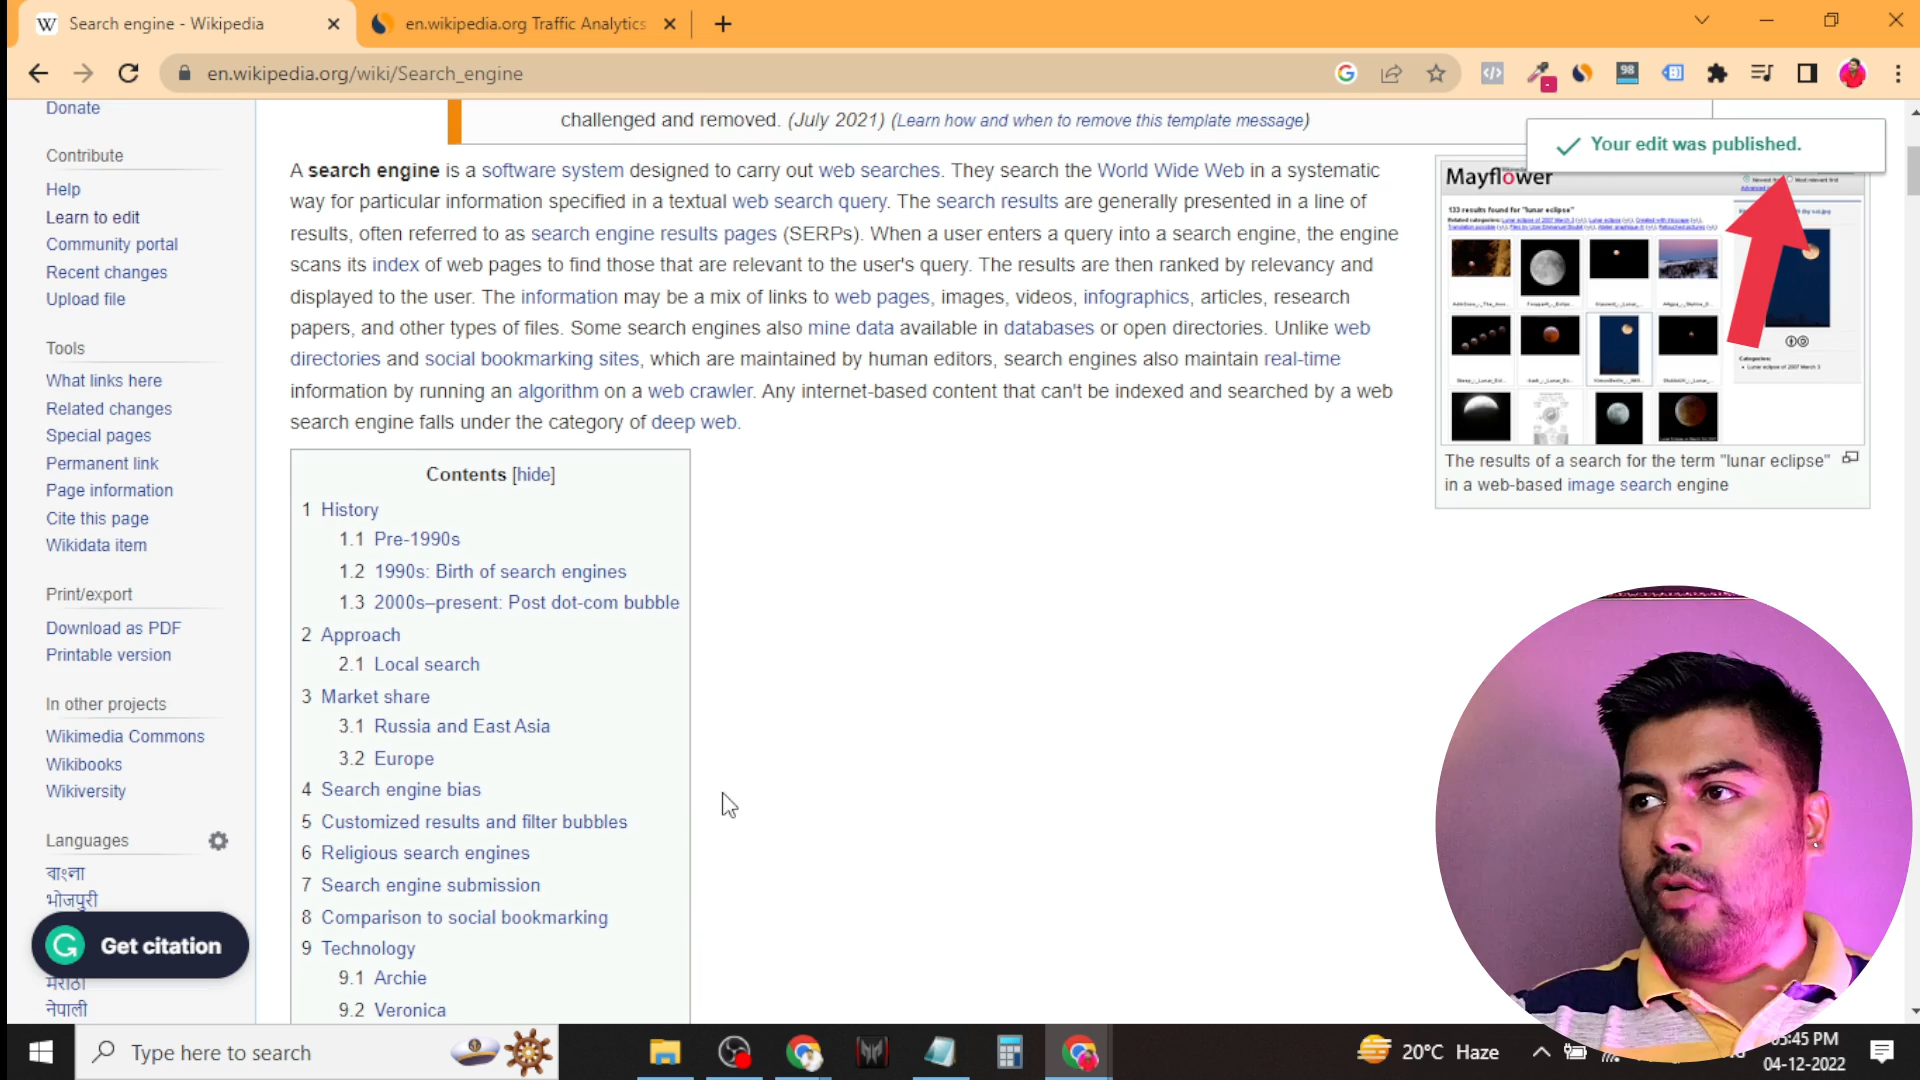 Search engine - Wikipedia
en.wikipedia.org Traffic Analytics
en.wikipedia.org/wiki/Search_engine
98
Donate
Contribute
Help
Learn to edit
Community portal
Recent changes
Upload file
Tools
What links here
Related changes
Special pages
Permanent link
Page information
Cite this page
Wikidata item
Print/export
Download as PDF
Printable version
In other projects
Wikimedia Commons
Wikibooks
Wikiversity
Languages
বাংলা
भोजपुरी
मराठी
नेपाली
Get citation
challenged and removed. (July 2021) (Learn how and when to remove this template message)
A search engine is a software system designed to carry out web searches. They search the World Wide Web in a systematic
way for particular information specified in a textual web search query. The search results are generally presented in a line of
results, often referred to as search engine results pages (SERPs). When a user enters a query into a search engine, the engine
scans its index of web pages to find those that are relevant to the user's query. The results are then ranked by relevancy and
displayed to the user. The information may be a mix of links to web pages, images, videos, infographics, articles, research
papers, and other types of files. Some search engines also mine data available in databases or open directories. Unlike web
directories and social bookmarking sites, which are maintained by human editors, search engines also maintain real-time
information by running an algorithm on a web crawler. Any internet-based content that can't be indexed and searched by a web
search engine falls under the category of deep web.
Contents [hide]
1 History
1.1 Pre-1990s
1.2 1990s: Birth of search engines
1.3 2000s–present: Post dot-com bubble
2 Approach
2.1 Local search
3 Market share
3.1 Russia and East Asia
3.2 Europe
4 Search engine bias
5 Customized results and filter bubbles
6 Religious search engines
7 Search engine submission
8 Comparison to social bookmarking
9 Technology
9.1 Archie
9.2 Veronica
Your edit was published.
Mayflower
133 results found for "lunar eclipse"
The results of a search for the term "lunar eclipse"
in a web-based image search engine
Type here to search
20°C Haze
:45 PM
04-12-2022